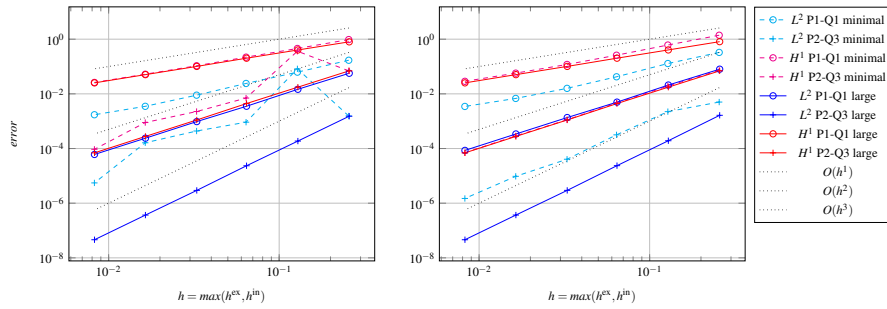 10^0
10^-2
10^-4
10^-6
10^-8
error
10^-2
10^-1
h = max(h^ex, h^in)
10^0
10^-2
10^-4
10^-6
10^-8
10^-2
10^-1
h = max(h^ex, h^in)
L^2 P1-Q1 minimal
L^2 P2-Q3 minimal
H^1 P1-Q1 minimal
H^1 P2-Q3 minimal
L^2 P1-Q1 large
L^2 P2-Q3 large
H^1 P1-Q1 large
H^1 P2-Q3 large
O(h^1)
O(h^2)
O(h^3)